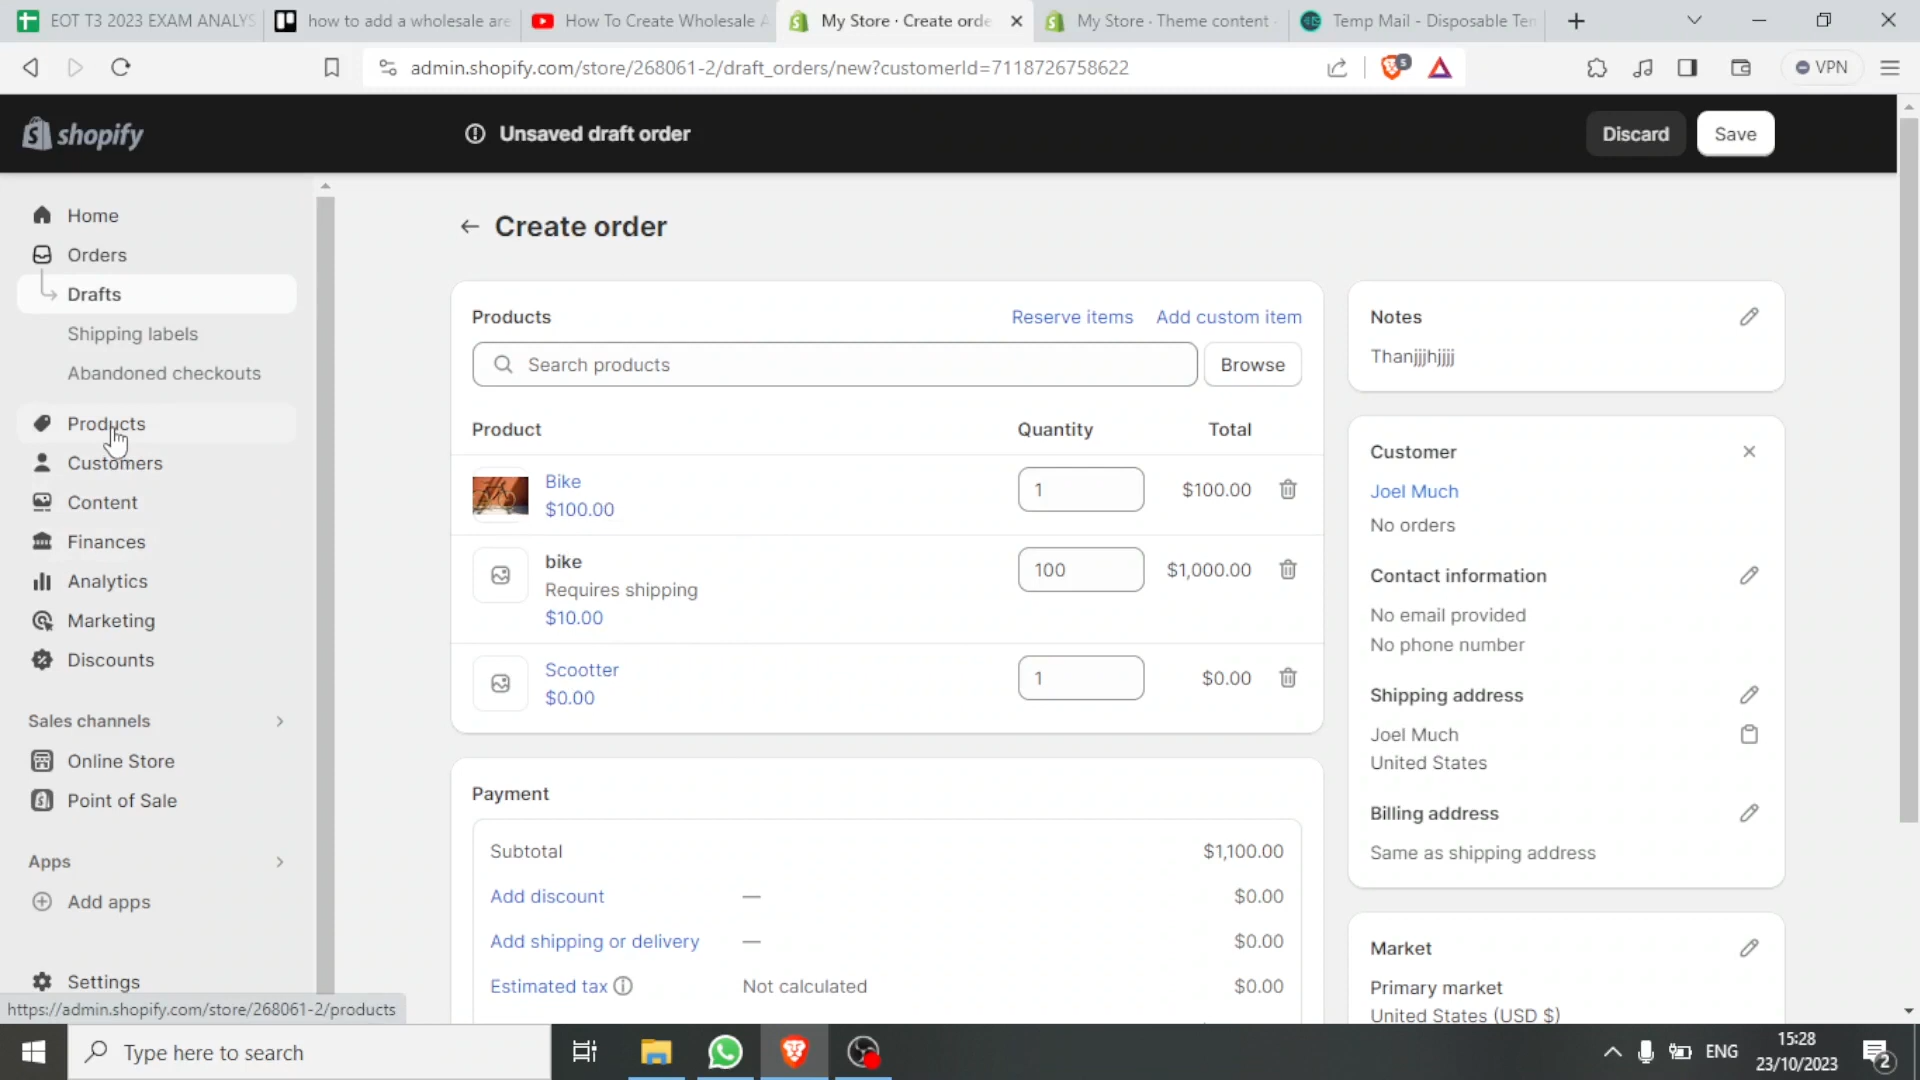 EOT T3 2023 EXAM ANALYS
how to add a wholesale are
How To Create Wholesale A
My Store · Create orde
My Store · Theme content ·
Temp Mail - Disposable Ten
admin.shopify.com/store/268061-2/draft_orders/new?customerId=7118726758622
5
VPN
shopify
Unsaved draft order
Discard
Save
Home
Orders
Drafts
Shipping labels
Abandoned checkouts
Products
Customers
Content
Finances
Analytics
Marketing
Discounts
Sales channels
Online Store
Point of Sale
Apps
Add apps
Settings
https://admin.shopify.com/store/268061-2/products
Create order
Products
Reserve items
Add custom item
Search products
Browse
Product
Quantity
Total
Bike
$100.00
1
$100.00
bike
Requires shipping
$10.00
100
$1,000.00
Scootter
$0.00
1
$0.00
Payment
Subtotal
$1,100.00
Add discount
—
$0.00
Add shipping or delivery
—
$0.00
Estimated tax
Not calculated
$0.00
Notes
Thanjjjhjjjj
Customer
Joel Much
No orders
Contact information
No email provided
No phone number
Shipping address
Joel Much
United States
Billing address
Same as shipping address
Market
Primary market
United States (USD $)
Type here to search
ENG
15:28
23/10/2023
2